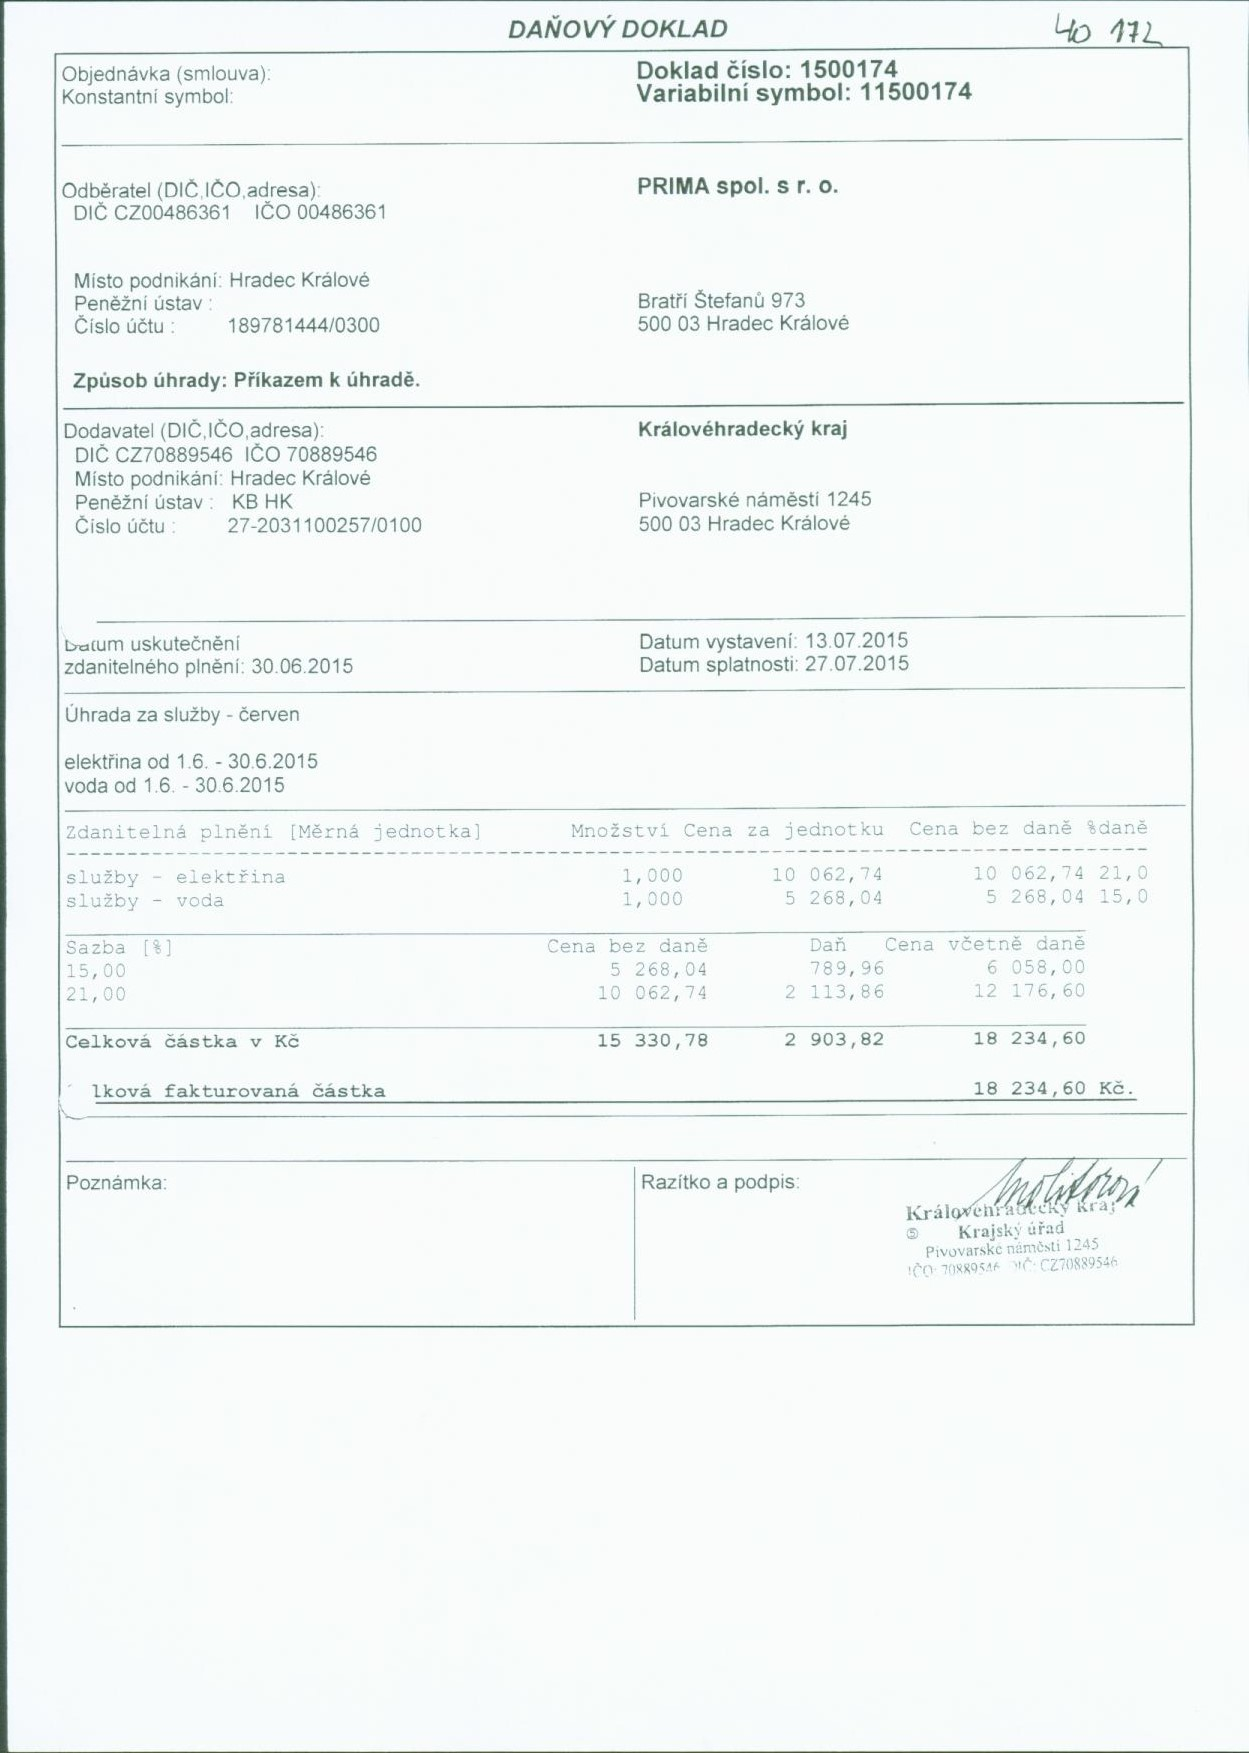 DAŇOVÝ DOKLAD
40 172
Objednávka (smlouva):
Konstantní symbol:
Doklad číslo: 1500174
Variabilní symbol: 11500174
Odběratel (DIČ,IČO,adresa):
DIČ CZ00486361 IČO 00486361
PRIMA spol. s r. o.
Místo podnikání: Hradec Králové
Peněžní ústav :
Číslo účtu : 189781444/0300
Bratří Štefanů 973
500 03 Hradec Králové
Způsob úhrady: Příkazem k úhradě.
Dodavatel (DIČ,IČO,adresa):
DIČ CZ70889546 IČO 70889546
Místo podnikání: Hradec Králové
Peněžní ústav : KB HK
Číslo účtu : 27-2031100257/0100
Královéhradecký kraj
Pivovarské náměstí 1245
500 03 Hradec Králové
Datum uskutečnění
zdanitelného plnění: 30.06.2015
Datum vystavení: 13.07.2015
Datum splatnosti: 27.07.2015
Úhrada za služby - červen
elektřina od 1.6. - 30.6.2015
voda od 1.6. - 30.6.2015
Zdanitelná plnění [Měrná jednotka] Množství Cena za jednotku Cena bez daně %daně
služby - elektřina 1,000 10 062,74 10 062,74 21,0
služby - voda 1,000 5 268,04 5 268,04 15,0
Sazba [%] Cena bez daně Daň Cena včetně daně
15,00 5 268,04 789,96 6 058,00
21,00 10 062,74 2 113,86 12 176,60
Celková částka v Kč 15 330,78 2 903,82 18 234,60
lková fakturovaná částka 18 234,60 Kč.
Poznámka:
Razítko a podpis:
Molitorová
Královéhradecký kraj
⑤ Krajský úřad
Pivovarské náměstí 1245
IČO: 70889546 DIČ: CZ70889546